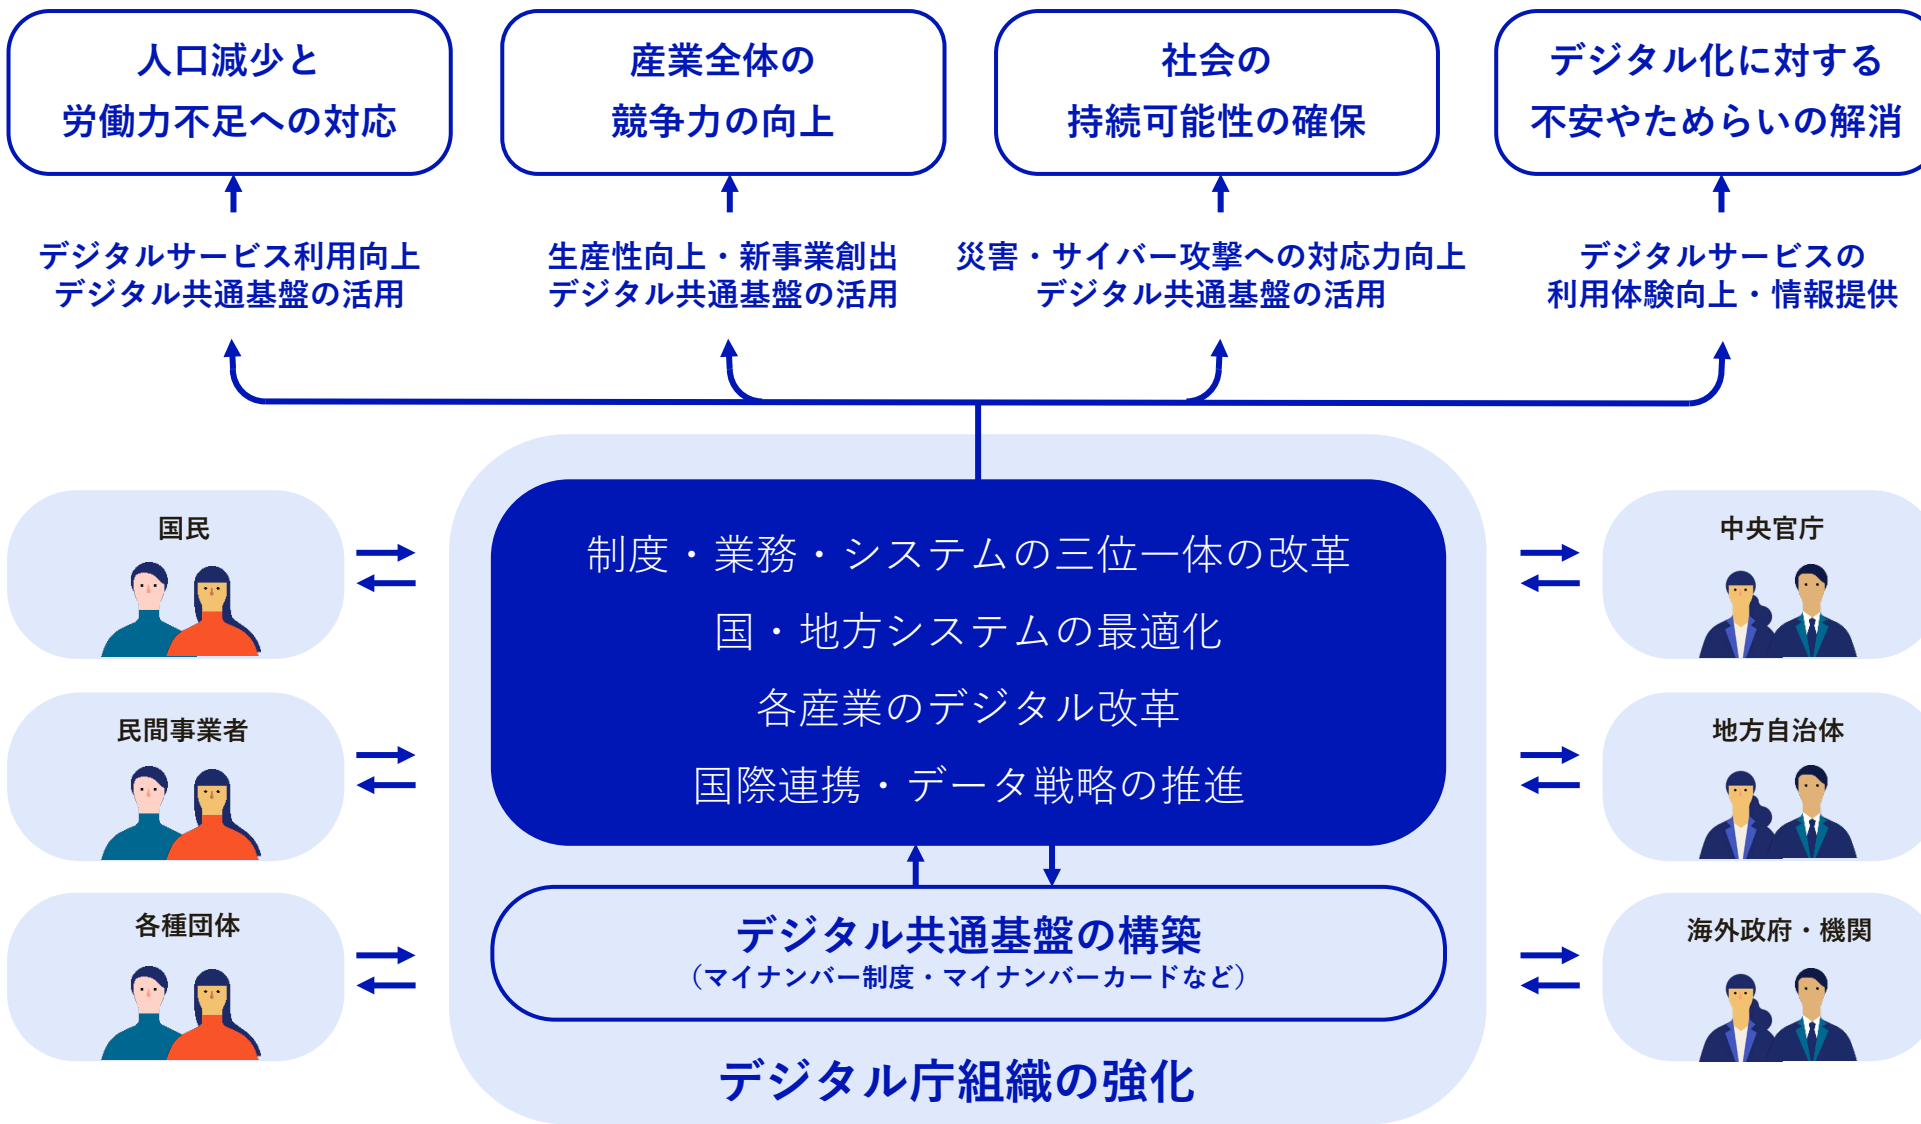 人口減少と
労働力不足への対応
産業全体の
競争力の向上
社会の
持続可能性の確保
デジタル化に対する
不安やためらいの解消
デジタルサービス利用向上
デジタル共通基盤の活用
生産性向上・新事業創出
デジタル共通基盤の活用
災害・サイバー攻撃への対応力向上
デジタル共通基盤の活用
デジタルサービスの
利用体験向上・情報提供
国民
民間事業者
各種団体
制度・業務・システムの三位一体の改革
国・地方システムの最適化
各産業のデジタル改革
国際連携・データ戦略の推進
デジタル共通基盤の構築
（マイナンバー制度・マイナンバーカードなど）
デジタル庁組織の強化
中央官庁
地方自治体
海外政府・機関